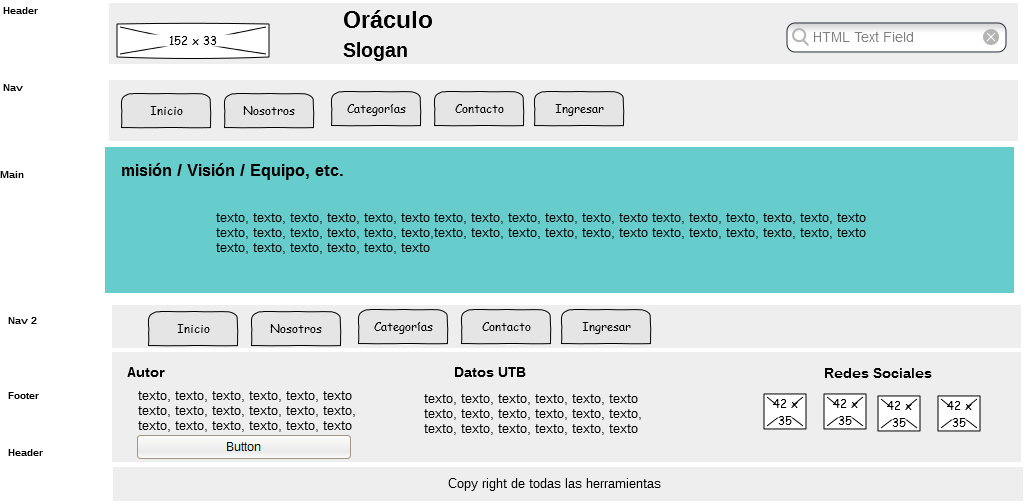 Header
152 x 33
Oráculo
Slogan
HTML Text Field
Nav
Inicio
Nosotros
Categorías
Contacto
Ingresar
Main
misión / Visión / Equipo, etc.
texto, texto, texto, texto, texto, texto texto, texto, texto, texto, texto, texto texto, texto, texto, texto, texto, texto
texto, texto, texto, texto, texto, texto,texto, texto, texto, texto, texto, texto texto, texto, texto, texto, texto, texto
texto, texto, texto, texto, texto, texto
Nav 2
Inicio
Nosotros
Categorías
Contacto
Ingresar
Footer
Autor
texto, texto, texto, texto, texto, texto
texto, texto, texto, texto, texto, texto,
texto, texto, texto, texto, texto, texto
Button
Datos UTB
texto, texto, texto, texto, texto, texto
texto, texto, texto, texto, texto, texto,
texto, texto, texto, texto, texto, texto
Redes Sociales
42 x
35
42 x
35
42 x
35
42 x
35
Header
Copy right de todas las herramientas